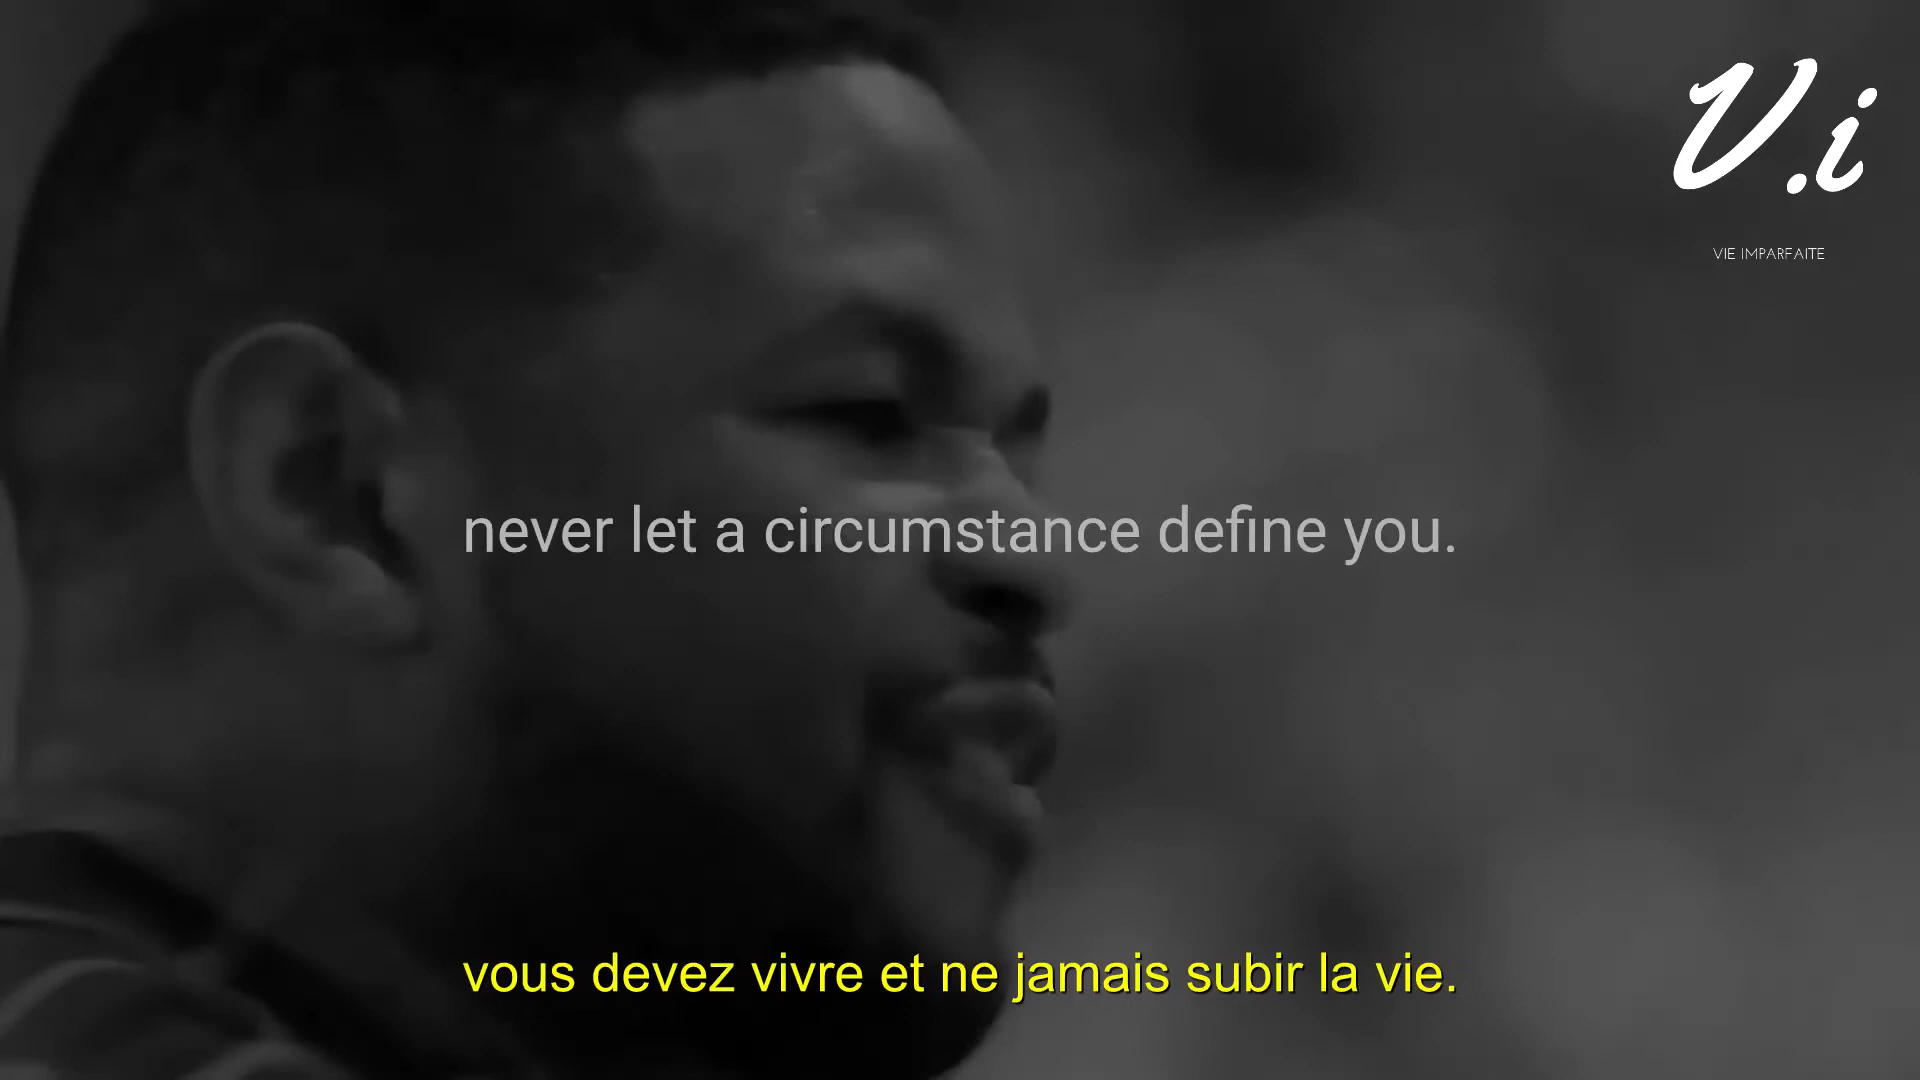 V.i
VIE IMPARFAITE
never let a circumstance define you.
vous devez vivre et ne jamais subir la vie.